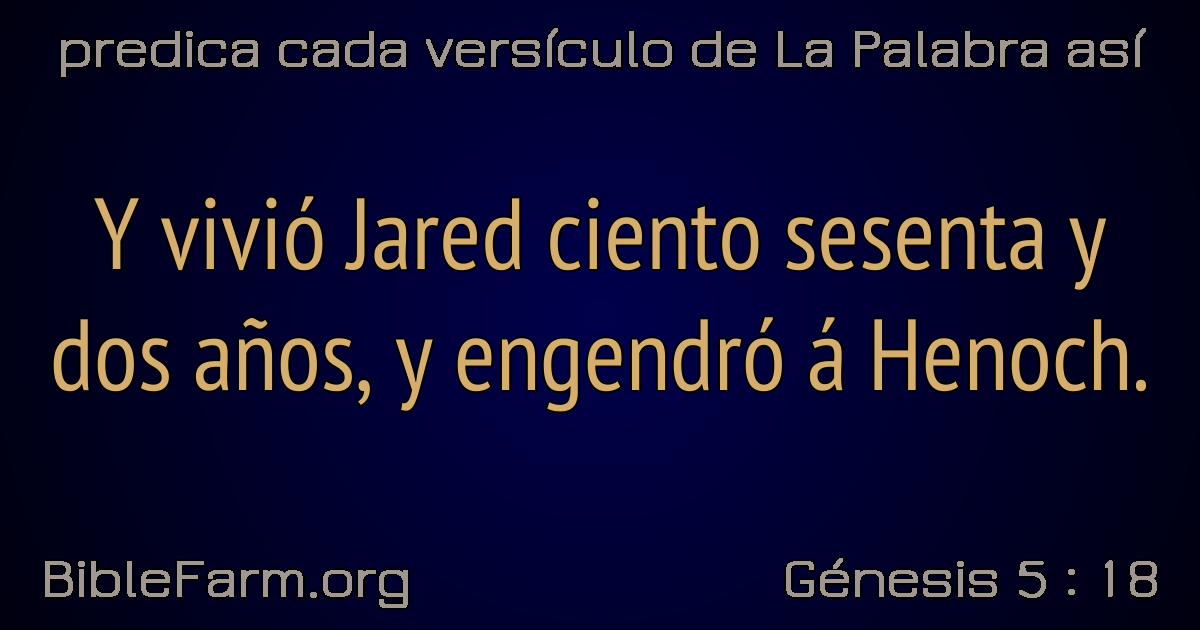 predica cada versículo de La Palabra así
Y vivió Jared ciento sesenta y
dos años, y engendró á Henoch.
BibleFarm.org
Génesis 5 : 18